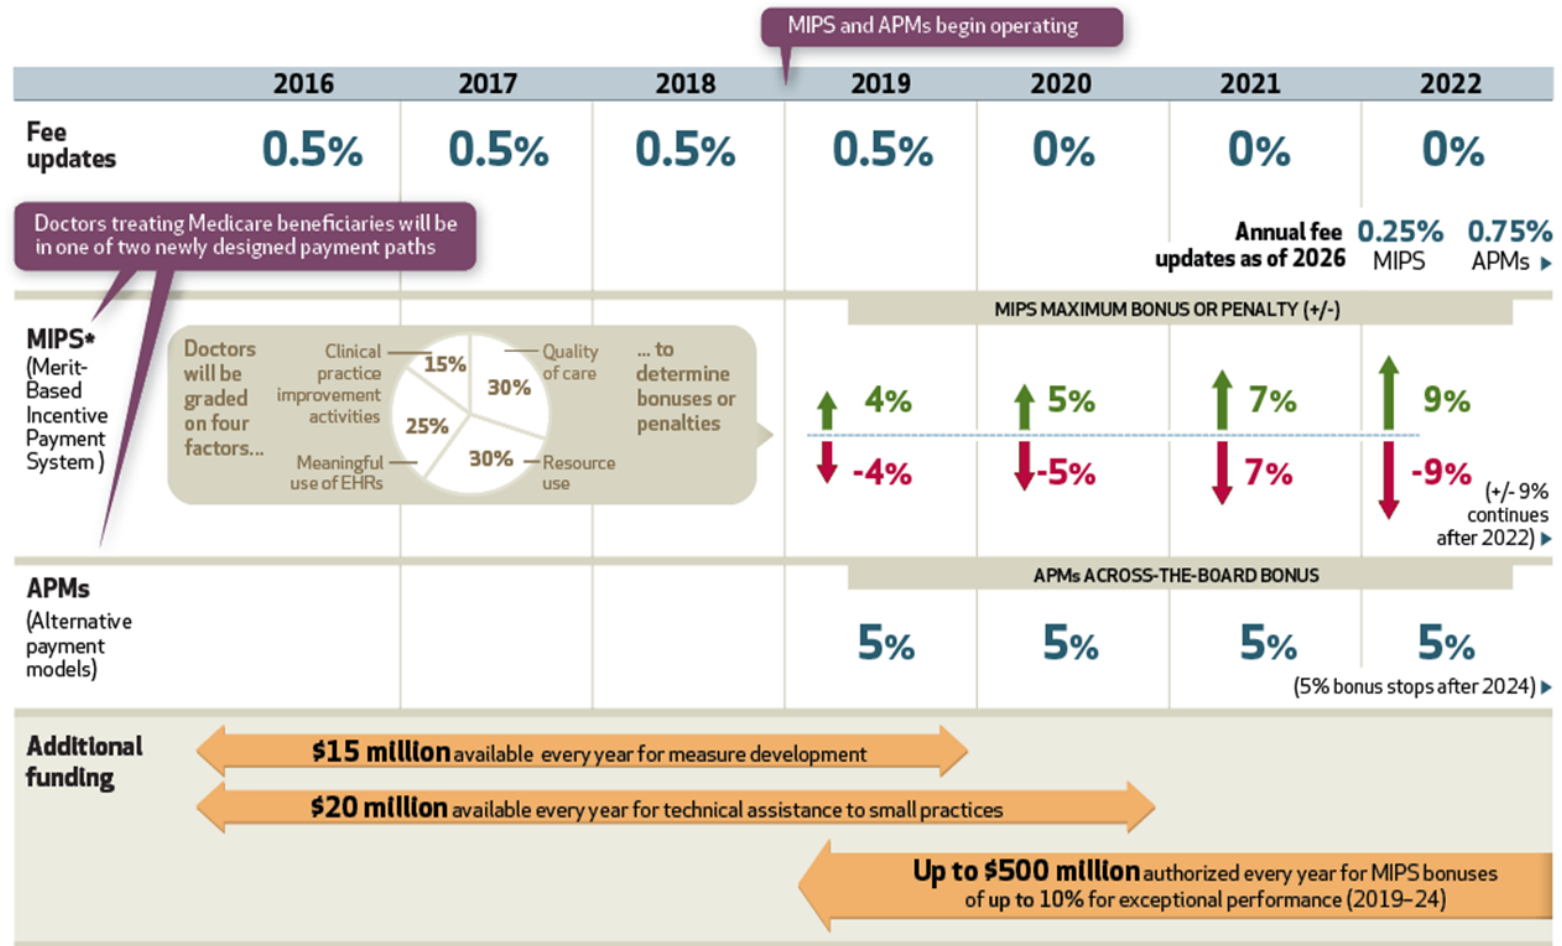 MIPS and APMs begin operating
2016 2017 2018 2019 2020 2021 2022
Fee
updates
0.5% 0.5% 0.5% 0.5% 0% 0% 0%
Doctors treating Medicare beneficiaries will be
in one of two newly designed payment paths
Annual fee
updates as of 2026
0.25%
MIPS
0.75%
APMs
MIPS MAXIMUM BONUS OR PENALTY (+/-)
MIPS*
(Merit-
Based
Incentive
Payment
System )
Doctors
will be
graded
on four
factors...
Clinical
practice
improvement
activities
15%
Quality
of care
30%
25%
Meaningful
use of EHRs
30%
Resource
use
... to
determine
bonuses or
penalties
4% 5% 7% 9%
-4% -5% 7% -9%
(+/- 9%
continues
after 2022)
APMs ACROSS-THE-BOARD BONUS
APMs
(Alternative
payment
models)
5% 5% 5% 5%
(5% bonus stops after 2024)
Additional
funding
$15 million available every year for measure development
$20 million available every year for technical assistance to small practices
Up to $500 million authorized every year for MIPS bonuses
of up to 10% for exceptional performance (2019–24)